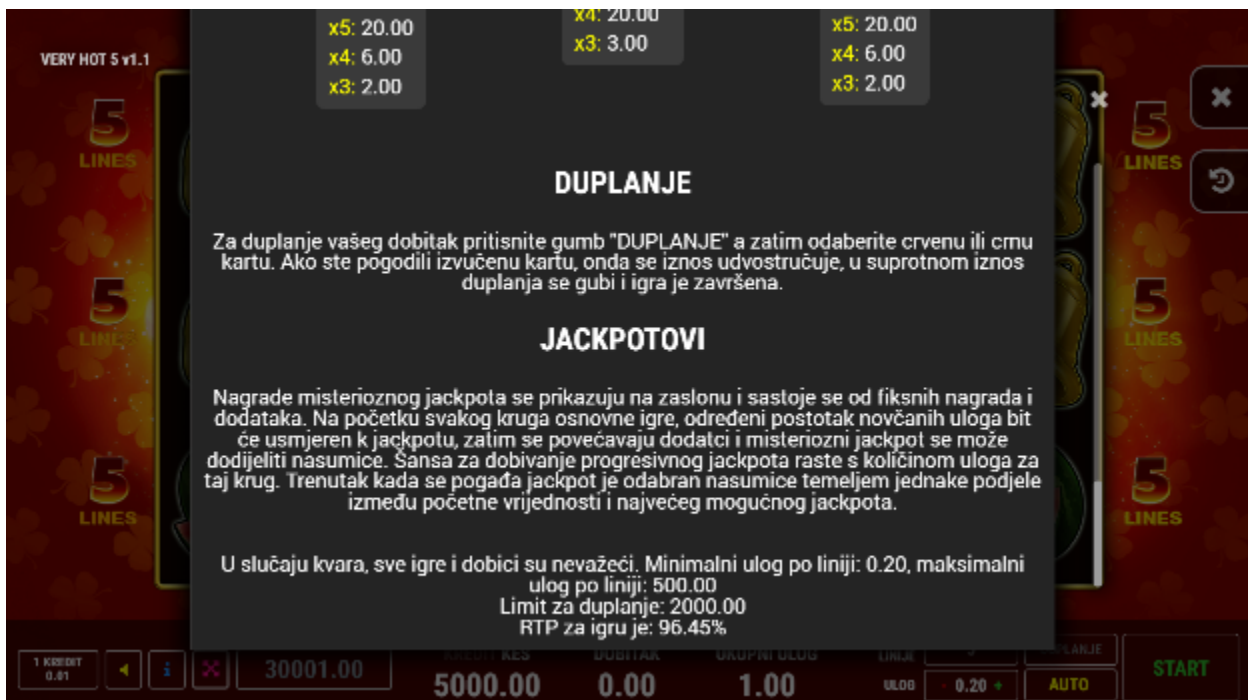 x5: 20.00
x4: 6.00
x3: 2.00
x4: 20.00
x3: 3.00
x5: 20.00
x4: 6.00
x3: 2.00
VERY HOT 5 v1.1
5
LINES
5
LINES
5
LINES
5
LINES
5
LINES
5
LINES
DUPLANJE
Za duplanje vašeg dobitak pritisnite gumb "DUPLANJE" a zatim odaberite crvenu ili crnu
kartu. Ako ste pogodili izvučenu kartu, onda se iznos udvostručuje, u suprotnom iznos
duplanja se gubi i igra je završena.
JACKPOTOVI
Nagrade misterioznog jackpota se prikazuju na zaslonu i sastoje se od fiksnih nagrada i
dodataka. Na početku svakog kruga osnovne igre, određeni postotak novčanih uloga bit
će usmjeren k jackpotu, zatim se povećavaju dodatci i misteriozni jackpot se može
dodijeliti nasumice. Šansa za dobivanje progresivnog jackpota raste s količinom uloga za
taj krug. Trenutak kada se pogađa jackpot je odabran nasumice temeljem jednake podjele
između početne vrijednosti i najvećeg mogućnog jackpota.
U slučaju kvara, sve igre i dobici su nevažeći. Minimalni ulog po liniji: 0.20, maksimalni
ulog po liniji: 500.00
Limit za duplanje: 2000.00
RTP za igru je: 96.45%
1 KREDIT
0.01
30001.00
KREDIT KEŠ
5000.00
DOBITAK
0.00
UKUPNI ULOG
1.00
LINIJE
ULOG
- 0.20 +
DUPLANJE
AUTO
START